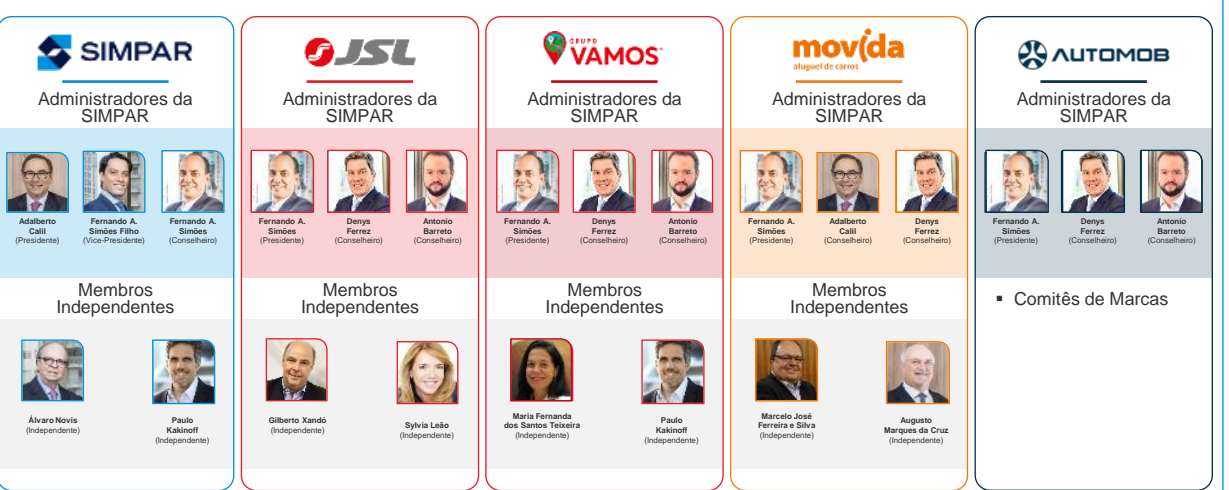 SIMPAR
Administradores da
SIMPAR
Adalberto
Calil
(Presidente)
Fernando A.
Simões Filho
(Vice-Presidente)
Fernando A.
Simões
(Conselheiro)
Membros
Independentes
Álvaro Novis
(Independente)
Paulo
Kakinoff
(Independente)
JSL
Administradores da
SIMPAR
Fernando A.
Simões
(Presidente)
Denys
Ferrez
(Conselheiro)
Antonio
Barreto
(Conselheiro)
Membros
Independentes
Gilberto Xandó
(Independente)
Sylvia Leão
(Independente)
GRUPO
VAMOS
Administradores da
SIMPAR
Fernando A.
Simões
(Presidente)
Denys
Ferrez
(Conselheiro)
Antonio
Barreto
(Conselheiro)
Membros
Independentes
Maria Fernanda
dos Santos Teixeira
(Independente)
Paulo
Kakinoff
(Independente)
movida
aluguel de carros
Administradores da
SIMPAR
Fernando A.
Simões
(Presidente)
Adalberto
Calil
(Conselheiro)
Denys
Ferrez
(Conselheiro)
Membros
Independentes
Marcelo José
Ferreira e Silva
(Independente)
Augusto
Marques da Cruz
(Independente)
AUTOMOB
Administradores da
SIMPAR
Fernando A.
Simões
(Presidente)
Denys
Ferrez
(Conselheiro)
Antonio
Barreto
(Conselheiro)
▪ Comitês de Marcas